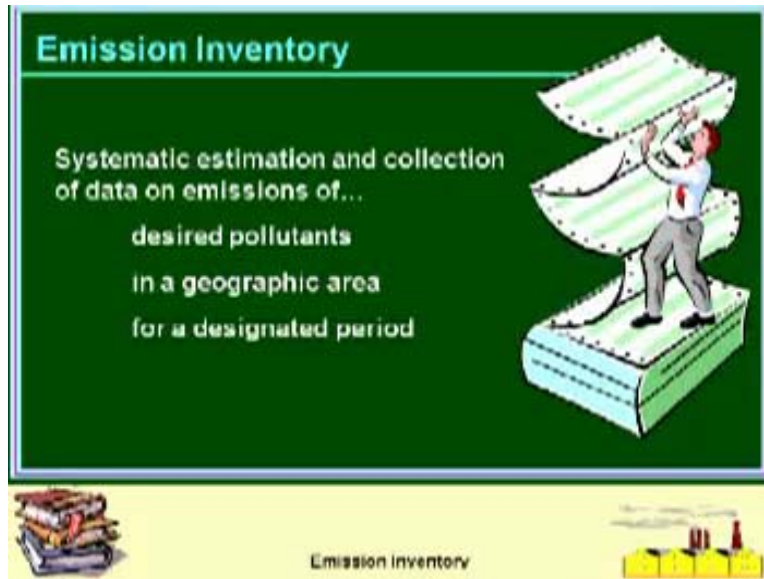 Emission Inventory
Systematic estimation and collection
of data on emissions of...
desired pollutants
in a geographic area
for a designated period
Emission Inventory